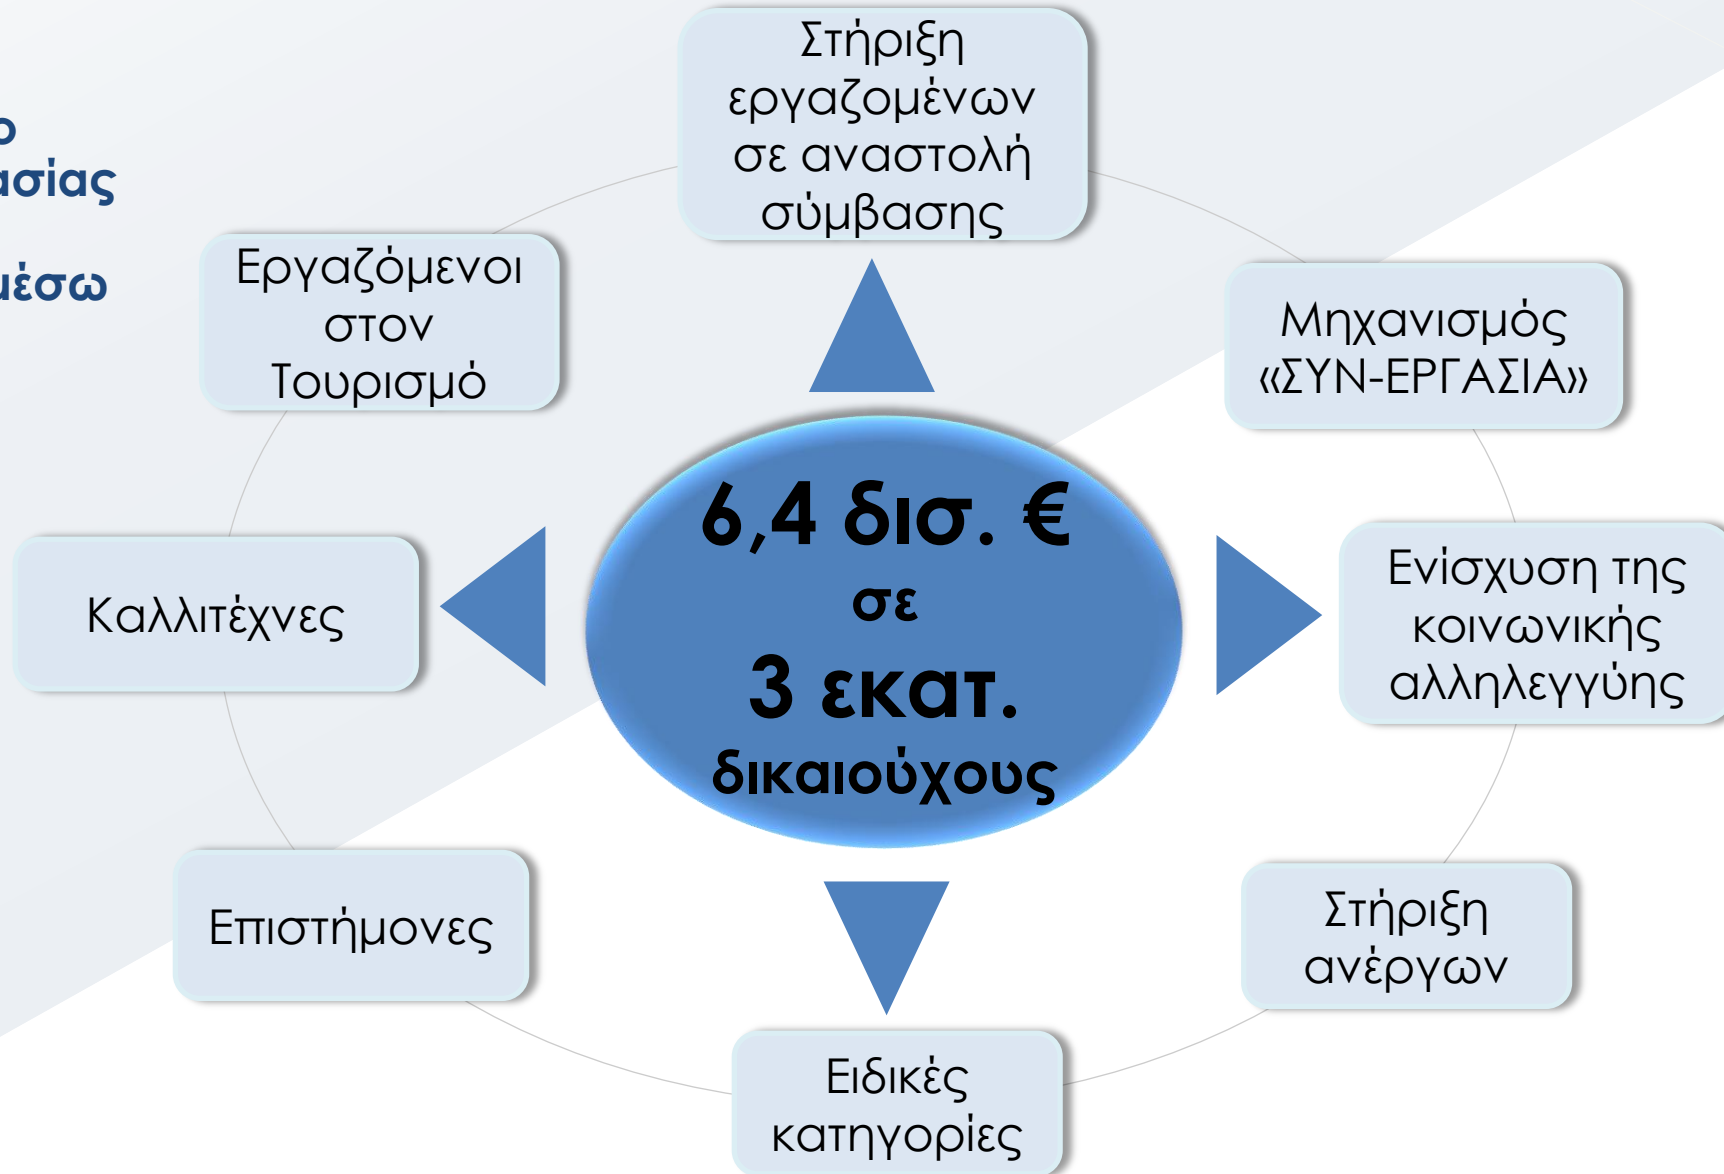 Στήριξη
εργαζομένων
σε αναστολή
σύμβασης
μέσω
Εργαζόμενοι
στον
Τουρισμό
Μηχανισμός
«ΣΥΝ-ΕΡΓΑΣΙΑ»
6,4 δισ. €
σε
3 εκατ.
δικαιούχους
Καλλιτέχνες
Ενίσχυση της
κοινωνικής
αλληλεγγύης
Επιστήμονες
Στήριξη
ανέργων
Ειδικές
κατηγορίες